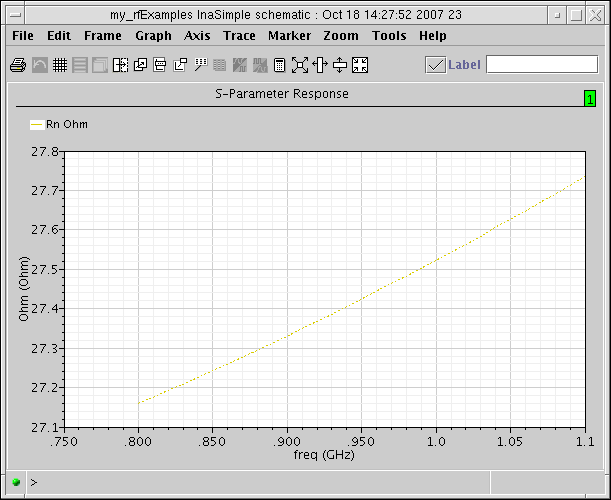 my_rfExamples lnaSimple schematic : Oct 18 14:27:52 2007 23
File Edit Frame Graph Axis Trace Marker Zoom Tools Help
Label
S-Parameter Response
1
Rn Ohm
27.8
27.7
27.6
27.5
27.4
27.3
27.2
27.1
Ohm (Ohm)
.750 .800 .850 .900 .950 1.0 1.05 1.1
freq (GHz)
>